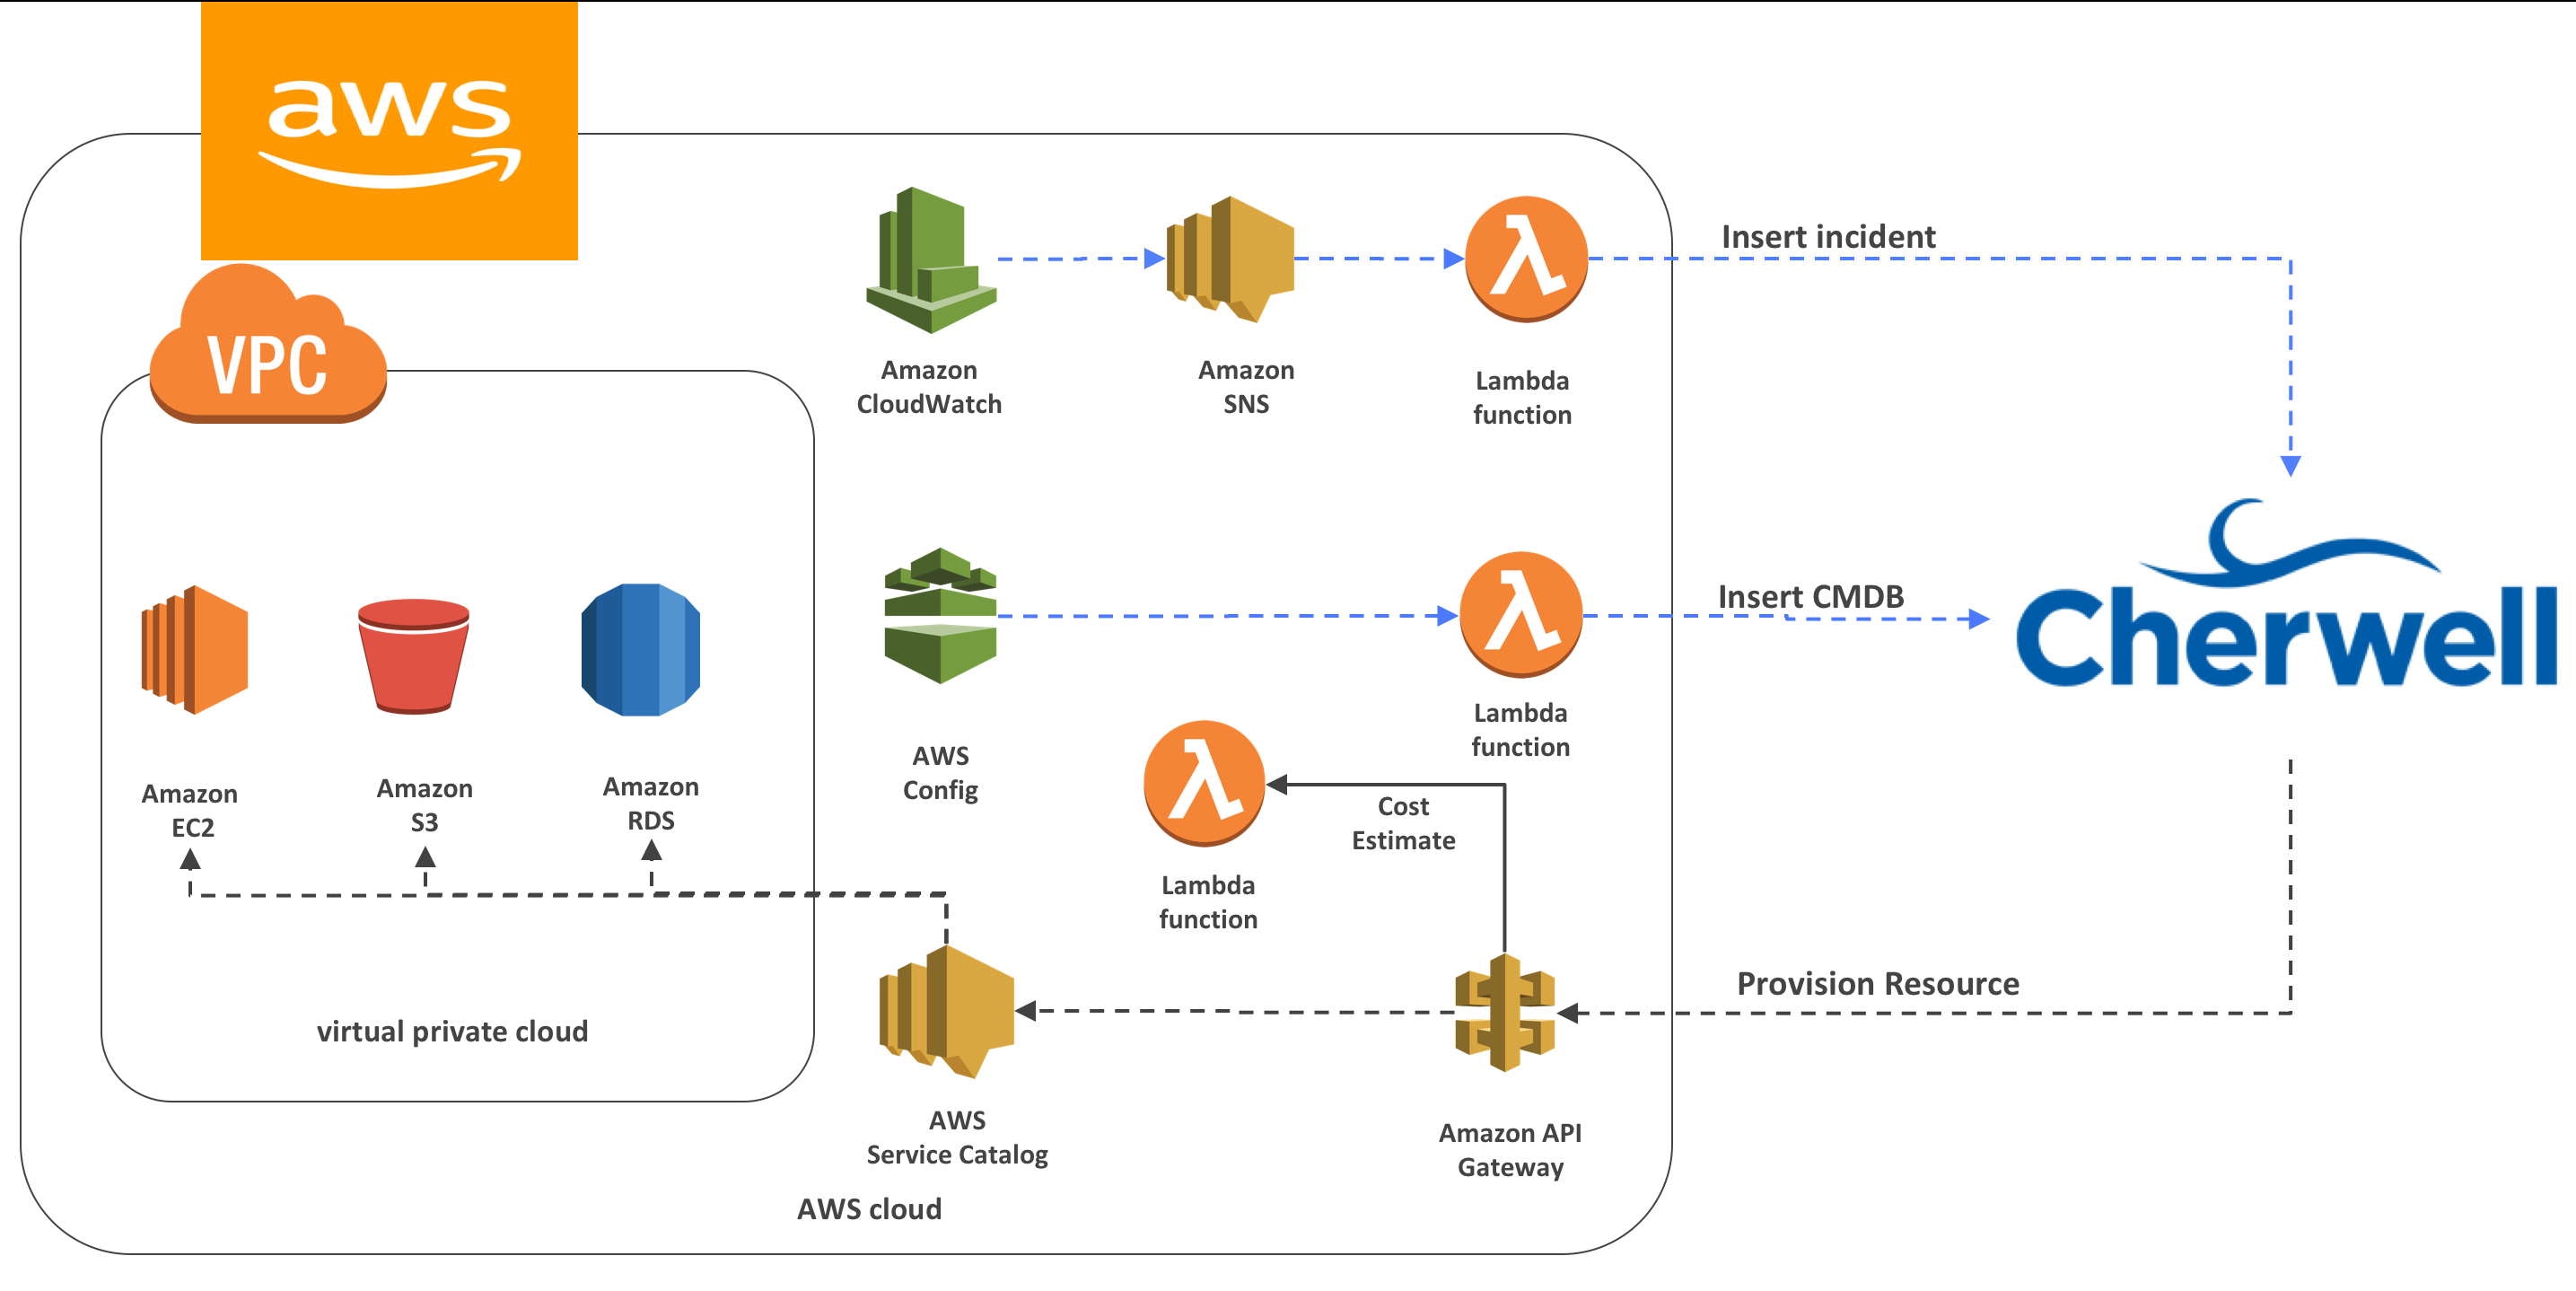 aws
VPC
Amazon
CloudWatch
Amazon
SNS
Lambda
function
Insert incident
Cherwell
Insert CMDB
Lambda
function
AWS
Config
Amazon
EC2
Amazon
S3
Amazon
RDS
Cost
Estimate
Lambda
function
Provision Resource
virtual private cloud
AWS
Service Catalog
Amazon API
Gateway
AWS cloud